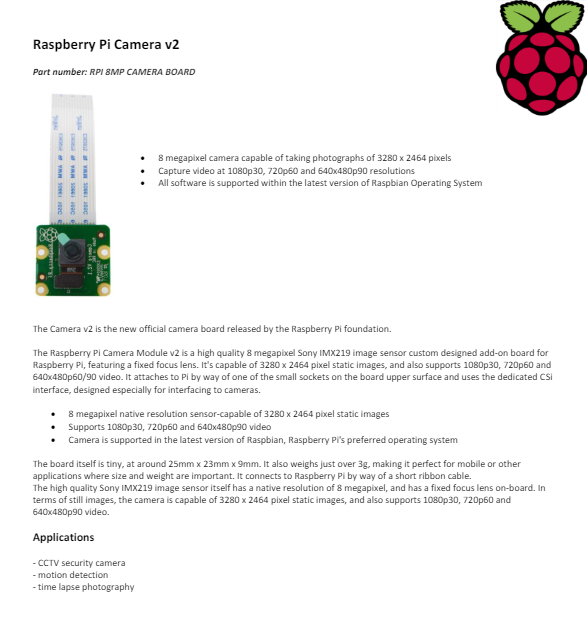 Raspberry Pi Camera v2
Part number: RPI 8MP CAMERA BOARD
• 8 megapixel camera capable of taking photographs of 3280 x 2464 pixels
• Capture video at 1080p30, 720p60 and 640x480p90 resolutions
• All software is supported within the latest version of Raspbian Operating System
The Camera v2 is the new official camera board released by the Raspberry Pi foundation.
The Raspberry Pi Camera Module v2 is a high quality 8 megapixel Sony IMX219 image sensor custom designed add-on board for
Raspberry Pi, featuring a fixed focus lens. It's capable of 3280 x 2464 pixel static images, and also supports 1080p30, 720p60 and
640x480p60/90 video. It attaches to Pi by way of one of the small sockets on the board upper surface and uses the dedicated CSi
interface, designed especially for interfacing to cameras.
• 8 megapixel native resolution sensor-capable of 3280 x 2464 pixel static images
• Supports 1080p30, 720p60 and 640x480p90 video
• Camera is supported in the latest version of Raspbian, Raspberry Pi's preferred operating system
The board itself is tiny, at around 25mm x 23mm x 9mm. It also weighs just over 3g, making it perfect for mobile or other
applications where size and weight are important. It connects to Raspberry Pi by way of a short ribbon cable.
The high quality Sony IMX219 image sensor itself has a native resolution of 8 megapixel, and has a fixed focus lens on-board. In
terms of still images, the camera is capable of 3280 x 2464 pixel static images, and also supports 1080p30, 720p60 and
640x480p90 video.
Applications
- CCTV security camera
- motion detection
- time lapse photography